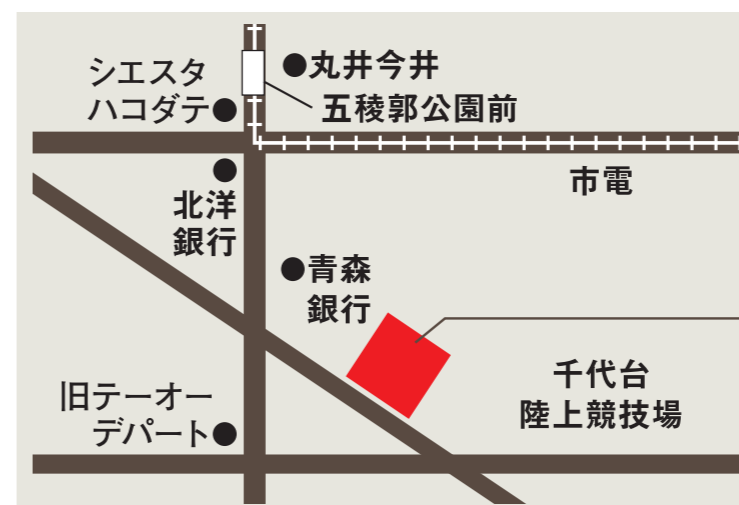 シエスタ
ハコダテ●
●丸井今井
五稜郭公園前
市電
●
北洋
銀行
●青森
銀行
千代台
陸上競技場
旧テーオー
デパート●